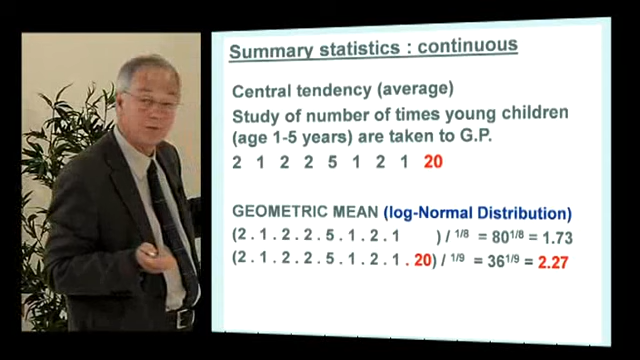 Summary statistics : continuous
Central tendency (average)
Study of number of times young children
(age 1-5 years) are taken to G.P.
2 1 2 2 5 1 2 1 20
GEOMETRIC MEAN (log-Normal Distribution)
(2 . 1 . 2 . 2 . 5 . 1 . 2 . 1 ) / 1/8 = 80^1/8 = 1.73
(2 . 1 . 2 . 2 . 5 . 1 . 2 . 1 . 20) / 1/9 = 36^1/9 = 2.27